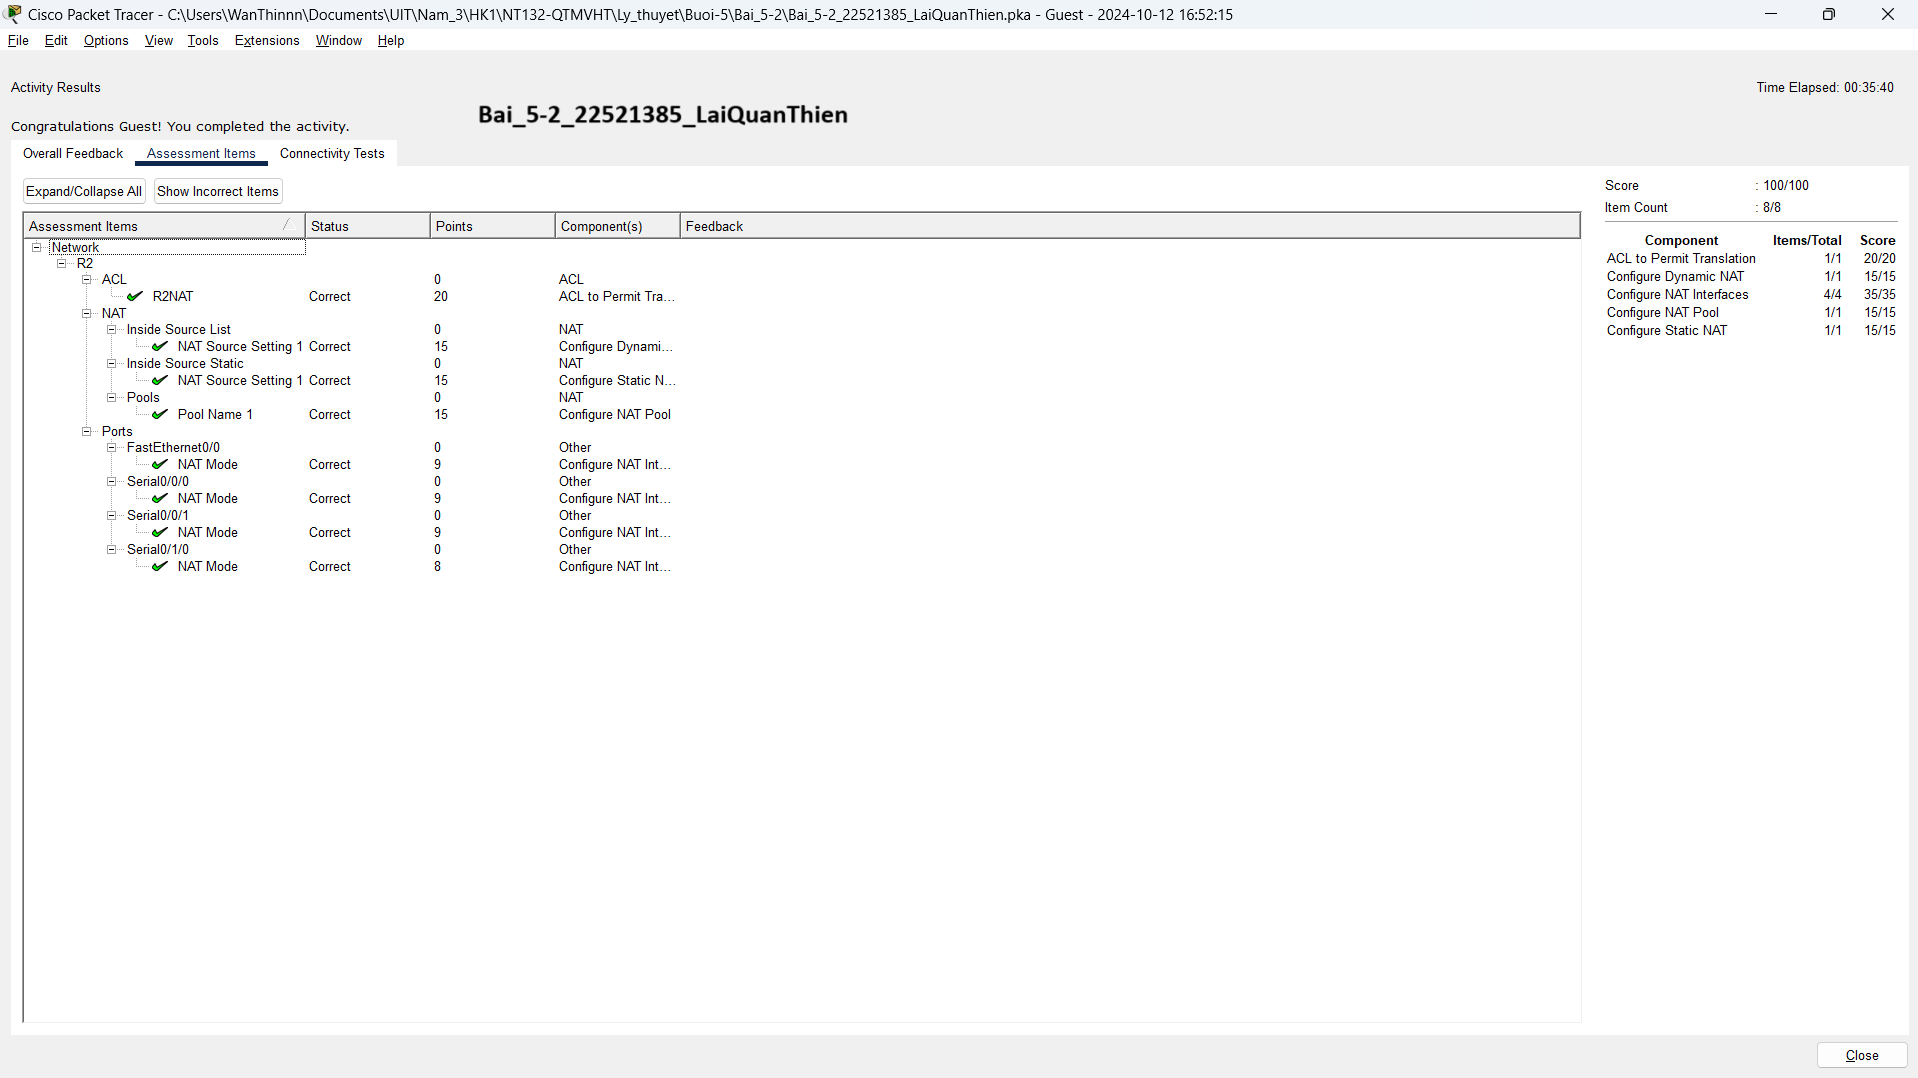 Cisco Packet Tracer - C:\Users\WanThinnn\Documents\UIT\Nam_3\HK1\NT132-QTMVHT\Ly_thuyet\Buoi-5\Bai_5-2\Bai_5-2_22521385_LaiQuanThien.pka - Guest - 2024-10-12 16:52:15
File Edit Options View Tools Extensions Window Help
Activity Results
Time Elapsed: 00:35:40
Bai_5-2_22521385_LaiQuanThien
Congratulations Guest! You completed the activity.
Overall Feedback Assessment Items Connectivity Tests
Expand/Collapse All Show Incorrect Items
Assessment Items Status Points Component(s) Feedback
Network
R2
ACL 0 ACL
R2NAT Correct 20 ACL to Permit Tra...
NAT
Inside Source List 0 NAT
NAT Source Setting 1 Correct 15 Configure Dynami...
Inside Source Static 0 NAT
NAT Source Setting 1 Correct 15 Configure Static N...
Pools 0 NAT
Pool Name 1 Correct 15 Configure NAT Pool
Ports
FastEthernet0/0 0 Other
NAT Mode Correct 9 Configure NAT Int...
Serial0/0/0 0 Other
NAT Mode Correct 9 Configure NAT Int...
Serial0/0/1 0 Other
NAT Mode Correct 9 Configure NAT Int...
Serial0/1/0 0 Other
NAT Mode Correct 8 Configure NAT Int...
Score : 100/100
Item Count : 8/8
Component Items/Total Score
ACL to Permit Translation 1/1 20/20
Configure Dynamic NAT 1/1 15/15
Configure NAT Interfaces 4/4 35/35
Configure NAT Pool 1/1 15/15
Configure Static NAT 1/1 15/15
Close